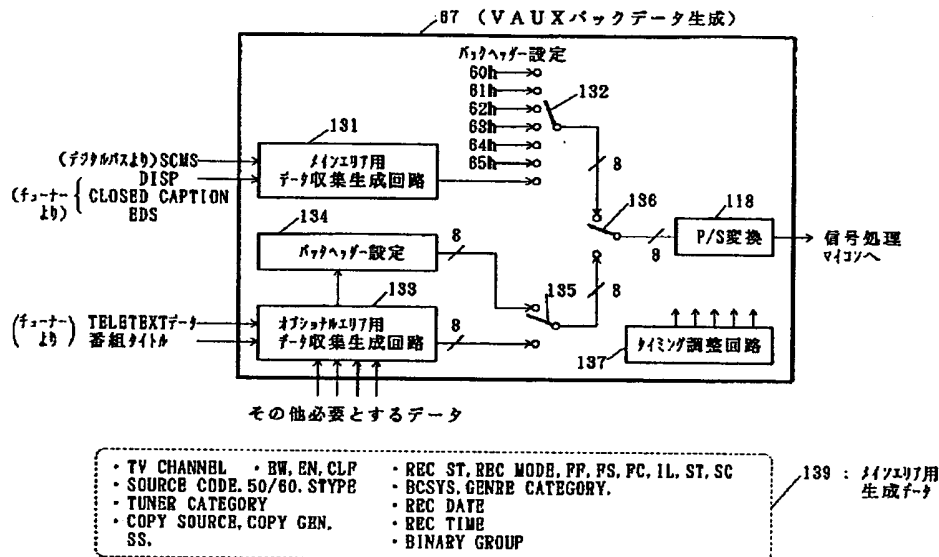 67 (VAUXパックデータ生成)
パックヘッダー設定
60h
61h
62h
63h
64h
65h
132
131
メインエリア用
データ収集生成回路
(デジタルバスより)SCMS
DISP
(チューナーより) CLOSED CAPTION
EDS
134
パックヘッダー設定
8
8
136
118
P/S変換
8
信号処理
マイコンへ
133
オプショナルエリア用
データ収集生成回路
8
135
8
(チューナーより) TELETEXTデータ
番組タイトル
137
タイミング調整回路
その他必要とするデータ
・TV CHANNEL ・BW, EN, CLF
・SOURCE CODE, 50/60, STYPE
・TUNER CATEGORY
・COPY SOURCE, COPY GEN,
SS,
・REC ST, REC MODE, FF, FS, FC, IL, ST, SC
・BCSYS, GENRE CATEGORY,
・REC DATE
・REC TIME
・BINARY GROUP
139 : メインエリア用
生成データ